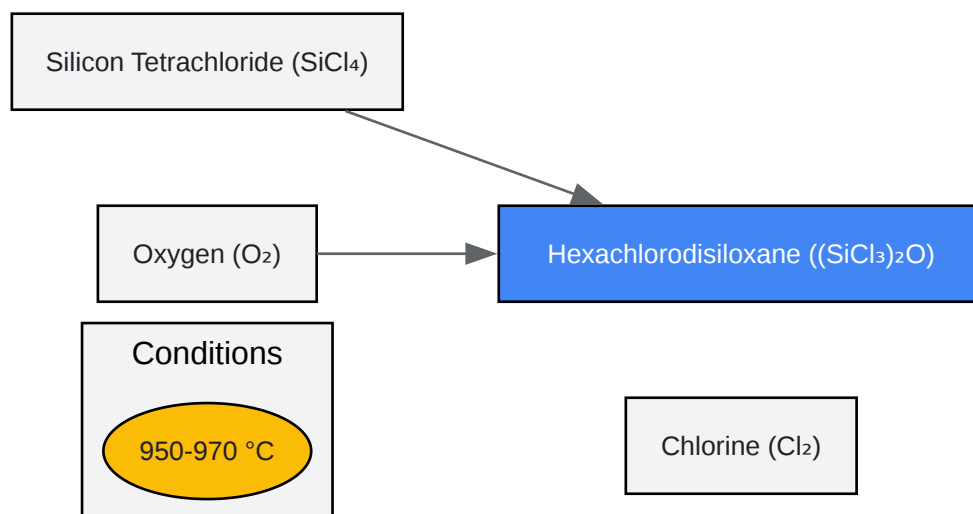 Silicon Tetrachloride (SiCl₄)
Oxygen (O₂)
Hexachlorodisiloxane ((SiCl₃)₂O)
Conditions
950-970 °C
Chlorine (Cl₂)